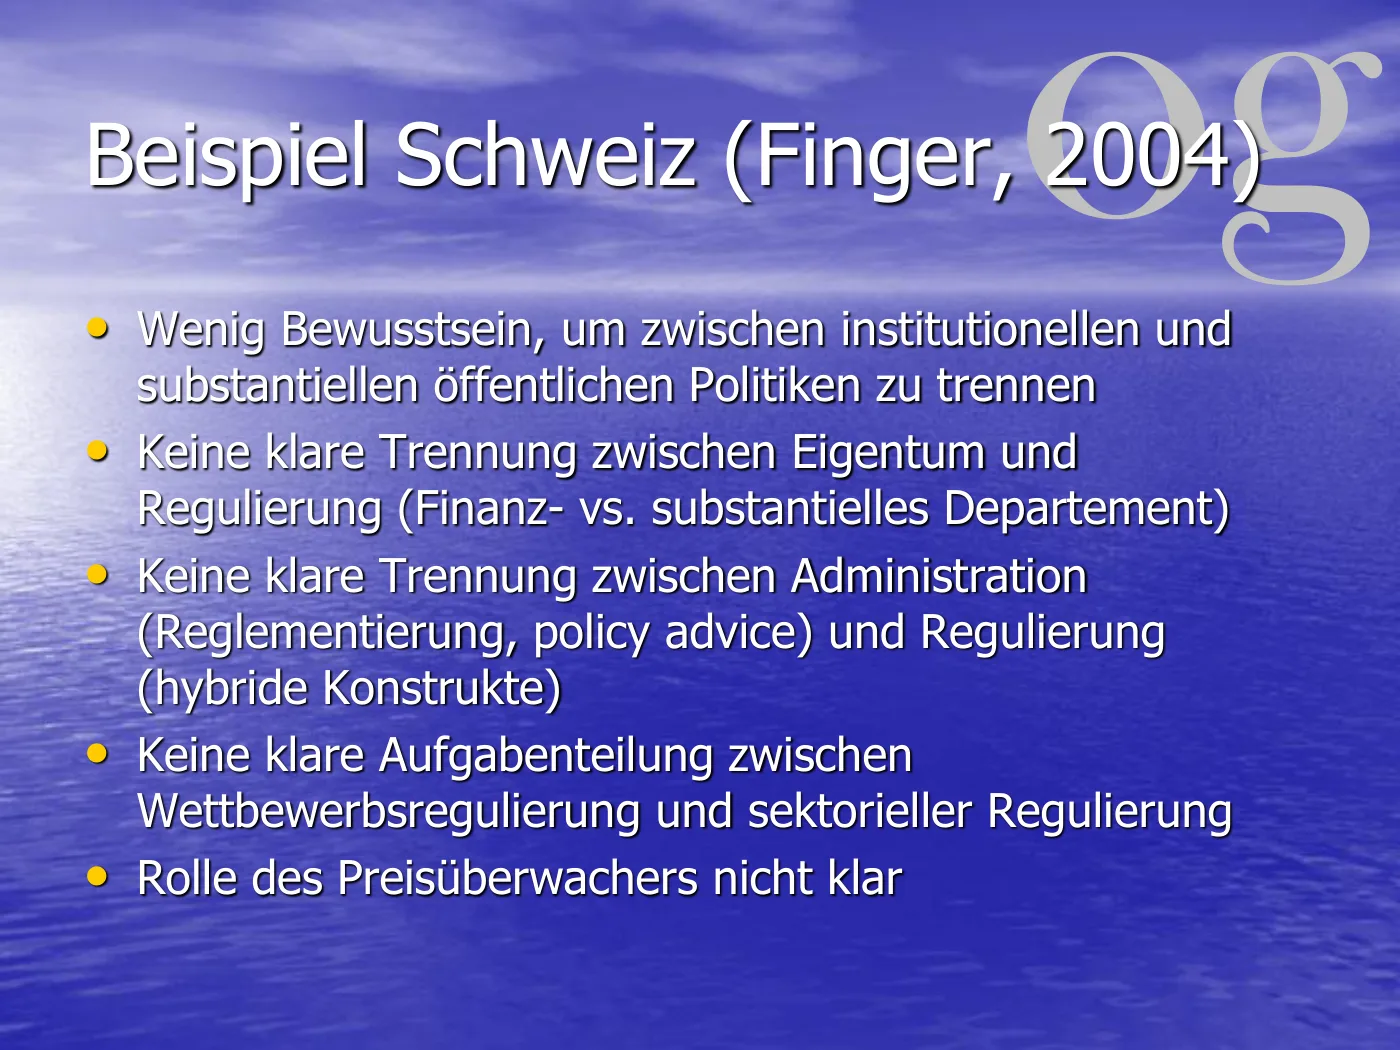 og
Beispiel Schweiz (Finger, 2004)
• Wenig Bewusstsein, um zwischen institutionellen und
substantiellen öffentlichen Politiken zu trennen
• Keine klare Trennung zwischen Eigentum und
Regulierung (Finanz- vs. substantielles Departement)
• Keine klare Trennung zwischen Administration
(Reglementierung, policy advice) und Regulierung
(hybride Konstrukte)
• Keine klare Aufgabenteilung zwischen
Wettbewerbsregulierung und sektorieller Regulierung
• Rolle des Preisüberwachers nicht klar